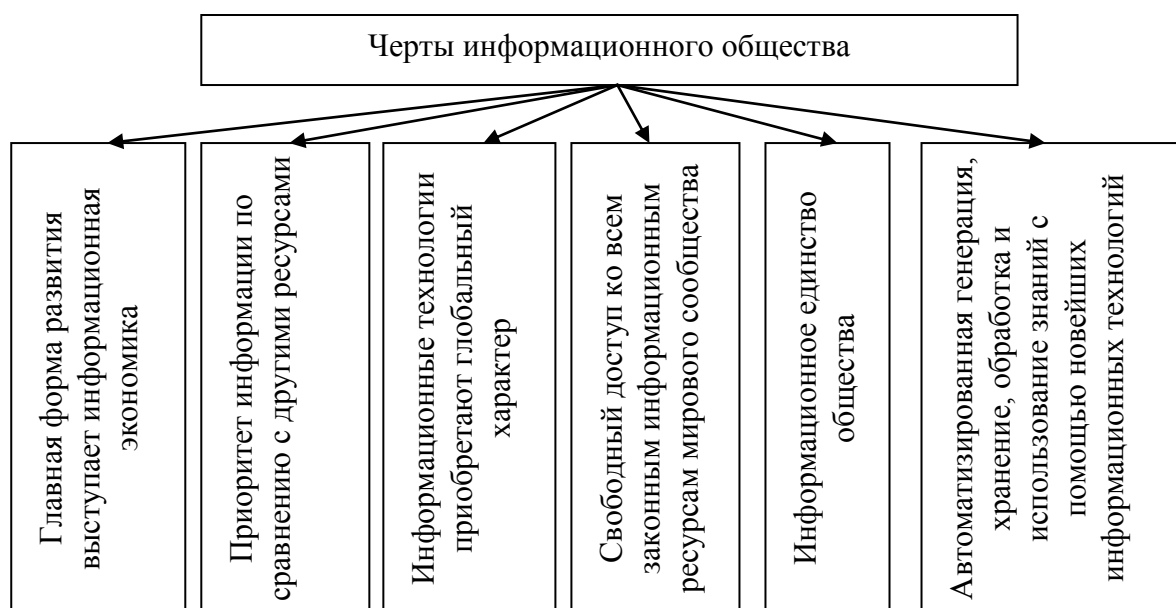 Черты информационного общества
Главная форма развития
выступает информационная
экономика
Приоритет информации по
сравнению с другими ресурсами
Информационные технологии
приобретают глобальный
характер
Свободный доступ ко всем
законным информационным
ресурсам мирового сообщества
Информационное единство
общества
Автоматизированная генерация,
хранение, обработка и
использование знаний с
помощью новейших
информационных технологий